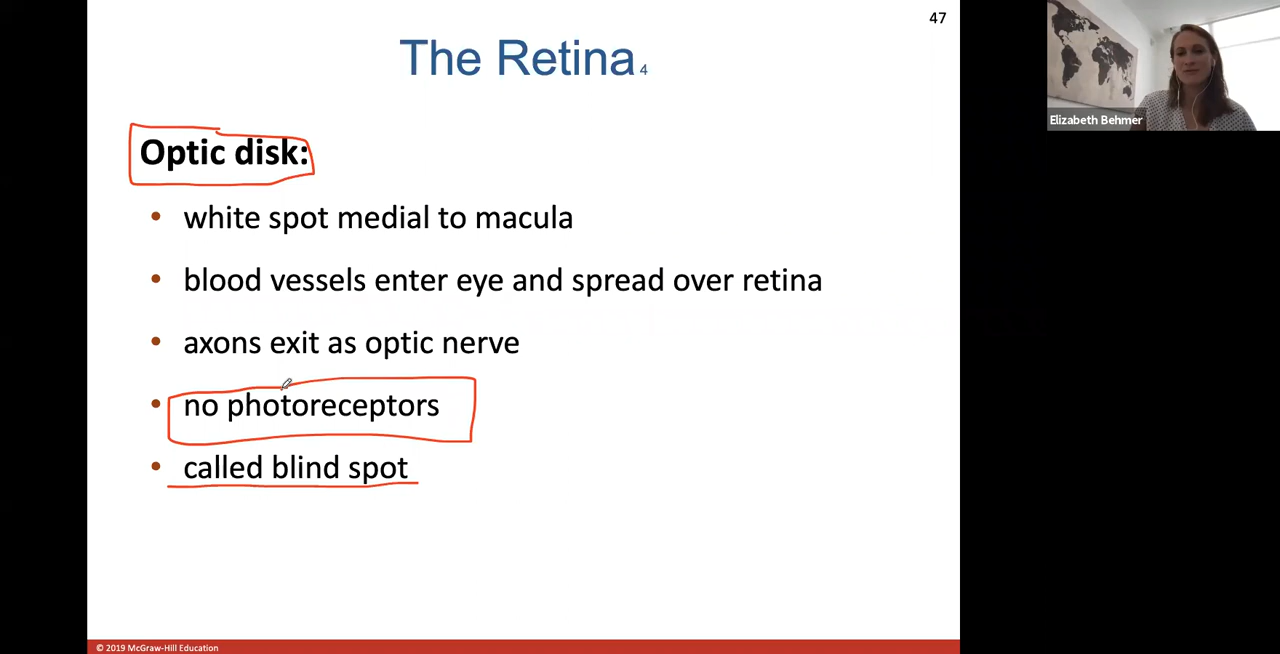 47
The Retina 4
Optic disk:
• white spot medial to macula
• blood vessels enter eye and spread over retina
• axons exit as optic nerve
• no photoreceptors
• called blind spot
© 2019 McGraw-Hill Education
Elizabeth Behmer